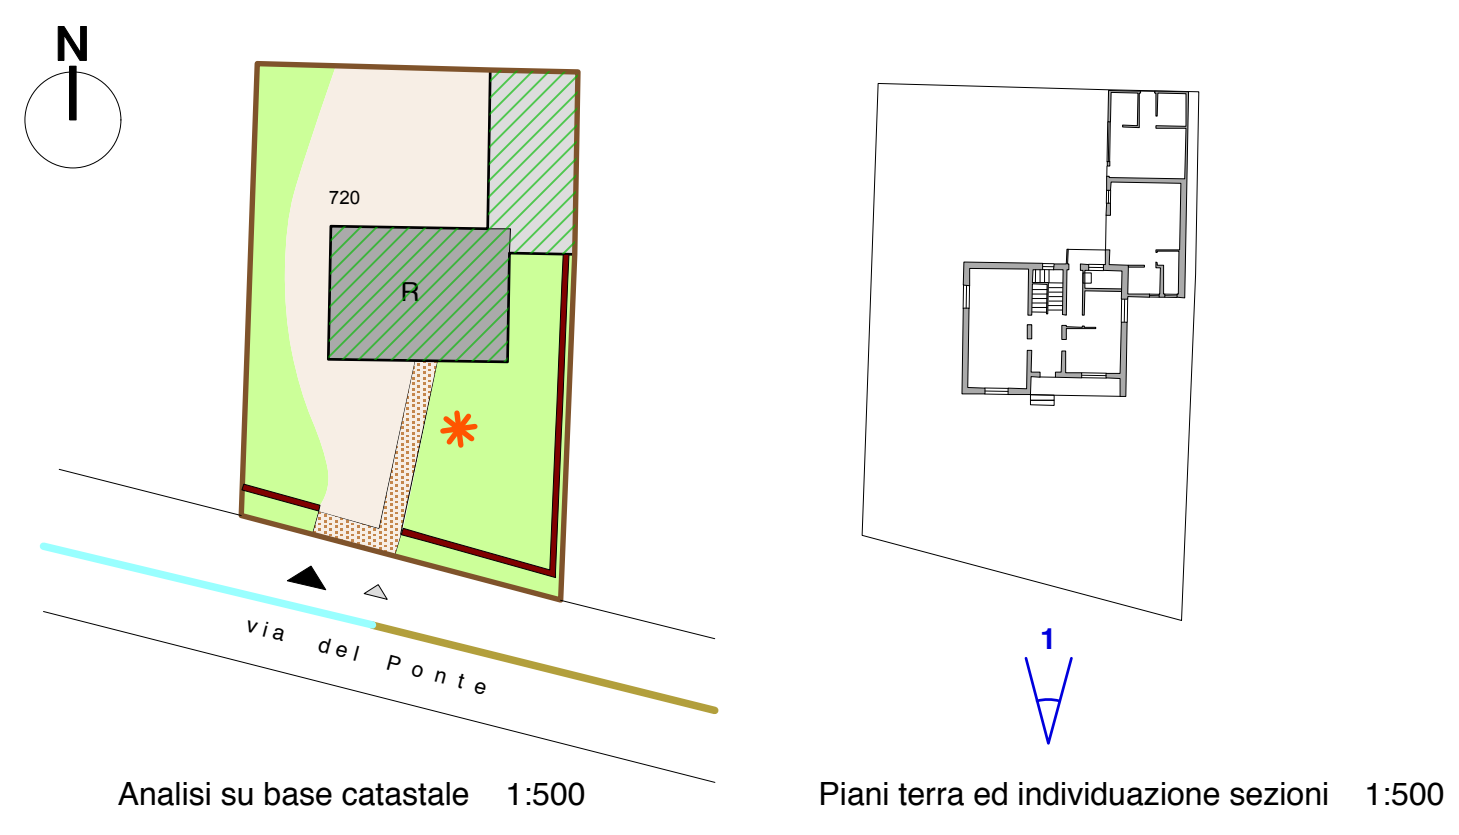 N
720
R
via del Ponte
Analisi su base catastale 1:500
1
Piani terra ed individuazione sezioni 1:500